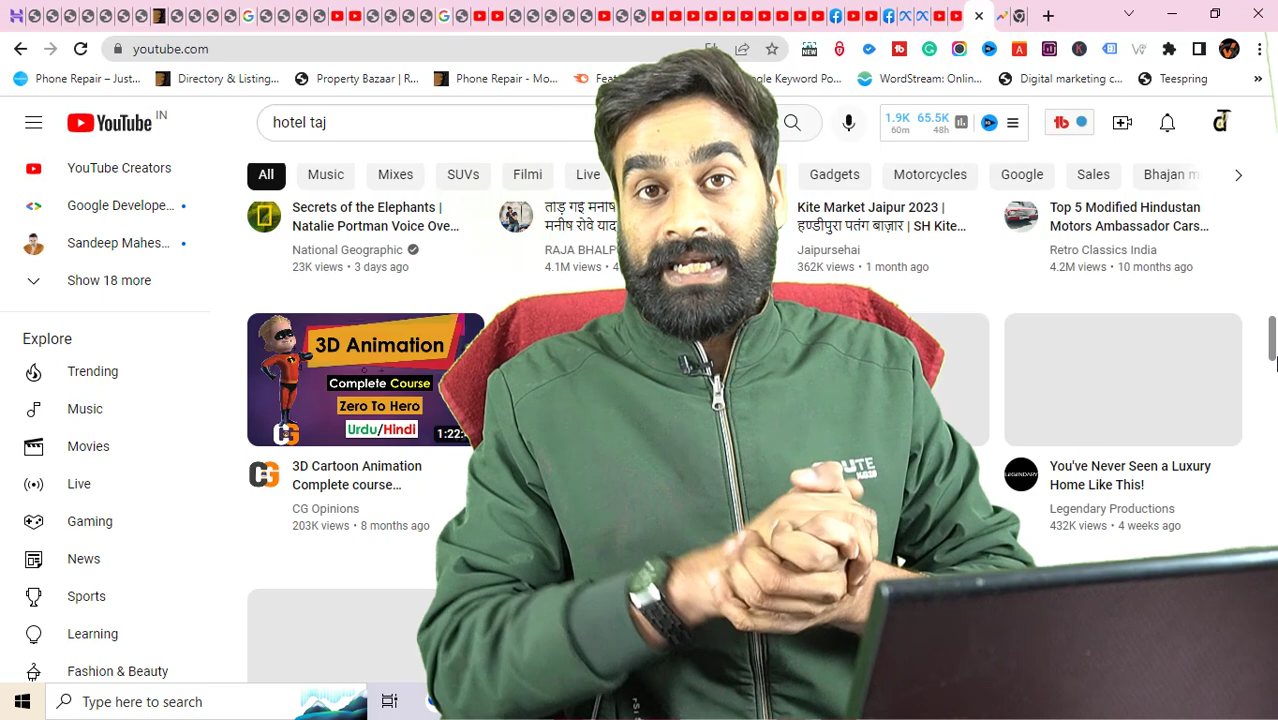 youtube.com
Phone Repair – Just...
Directory & Listing...
Property Bazaar | R...
Phone Repair - Mo...
WordStream: Onlin...
Digital marketing c...
Teespring
YouTube IN
hotel taj
1.9K 65.5K
60m 48h
YouTube Creators
Google Develope...
Sandeep Mahes...
Show 18 more
Explore
Trending
Music
Movies
Live
Gaming
News
Sports
Learning
Fashion & Beauty
All
Music
Mixes
SUVs
Filmi
Live
Gadgets
Motorcycles
Google
Sales
Bhajan m
Secrets of the Elephants |
Natalie Portman Voice Ove...
National Geographic
23K views • 3 days ago
ताड़ गइ मनीष
मनीष रोवे याद
RAJA BHALP
4.1M views
Kite Market Jaipur 2023 |
हण्डीपुरा पतंग बाज़ार | SH Kite...
Jaipursehai
362K views • 1 month ago
Top 5 Modified Hindustan
Motors Ambassador Cars...
Retro Classics India
4.2M views • 10 months ago
3D Animation
Complete Course
Zero To Hero
Urdu/Hindi
1:22:
3D Cartoon Animation
Complete course...
CG Opinions
203K views • 8 months ago
You've Never Seen a Luxury
Home Like This!
Legendary Productions
432K views • 4 weeks ago
Type here to search